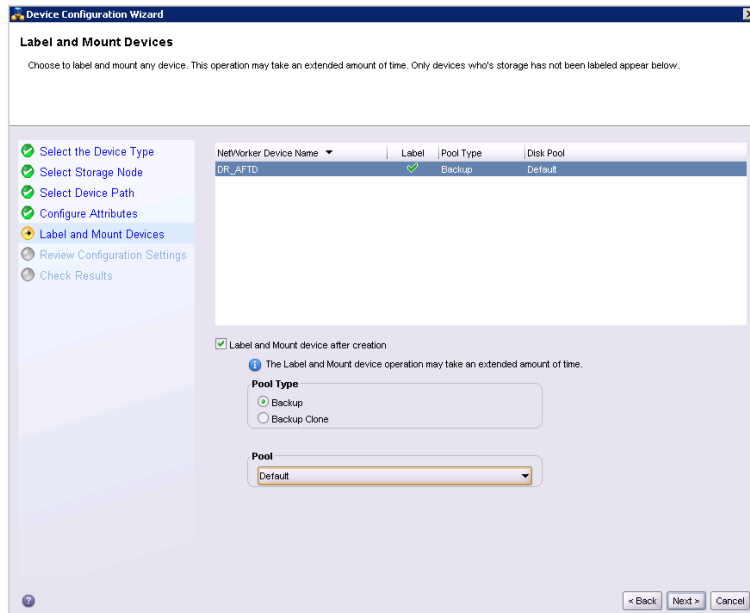 Device Configuration Wizard
Label and Mount Devices
Choose to label and mount any device. This operation may take an extended amount of time. Only devices who's storage has not been labeled appear below.
Select the Device Type
Select Storage Node
Select Device Path
Configure Attributes
Label and Mount Devices
Review Configuration Settings
Check Results
NetWorker Device Name Label Pool Type Disk Pool
DR_AFTD Backup Default
Label and Mount device after creation
The Label and Mount device operation may take an extended amount of time.
Pool Type
Backup
Backup Clone
Pool
Default
< Back Next > Cancel